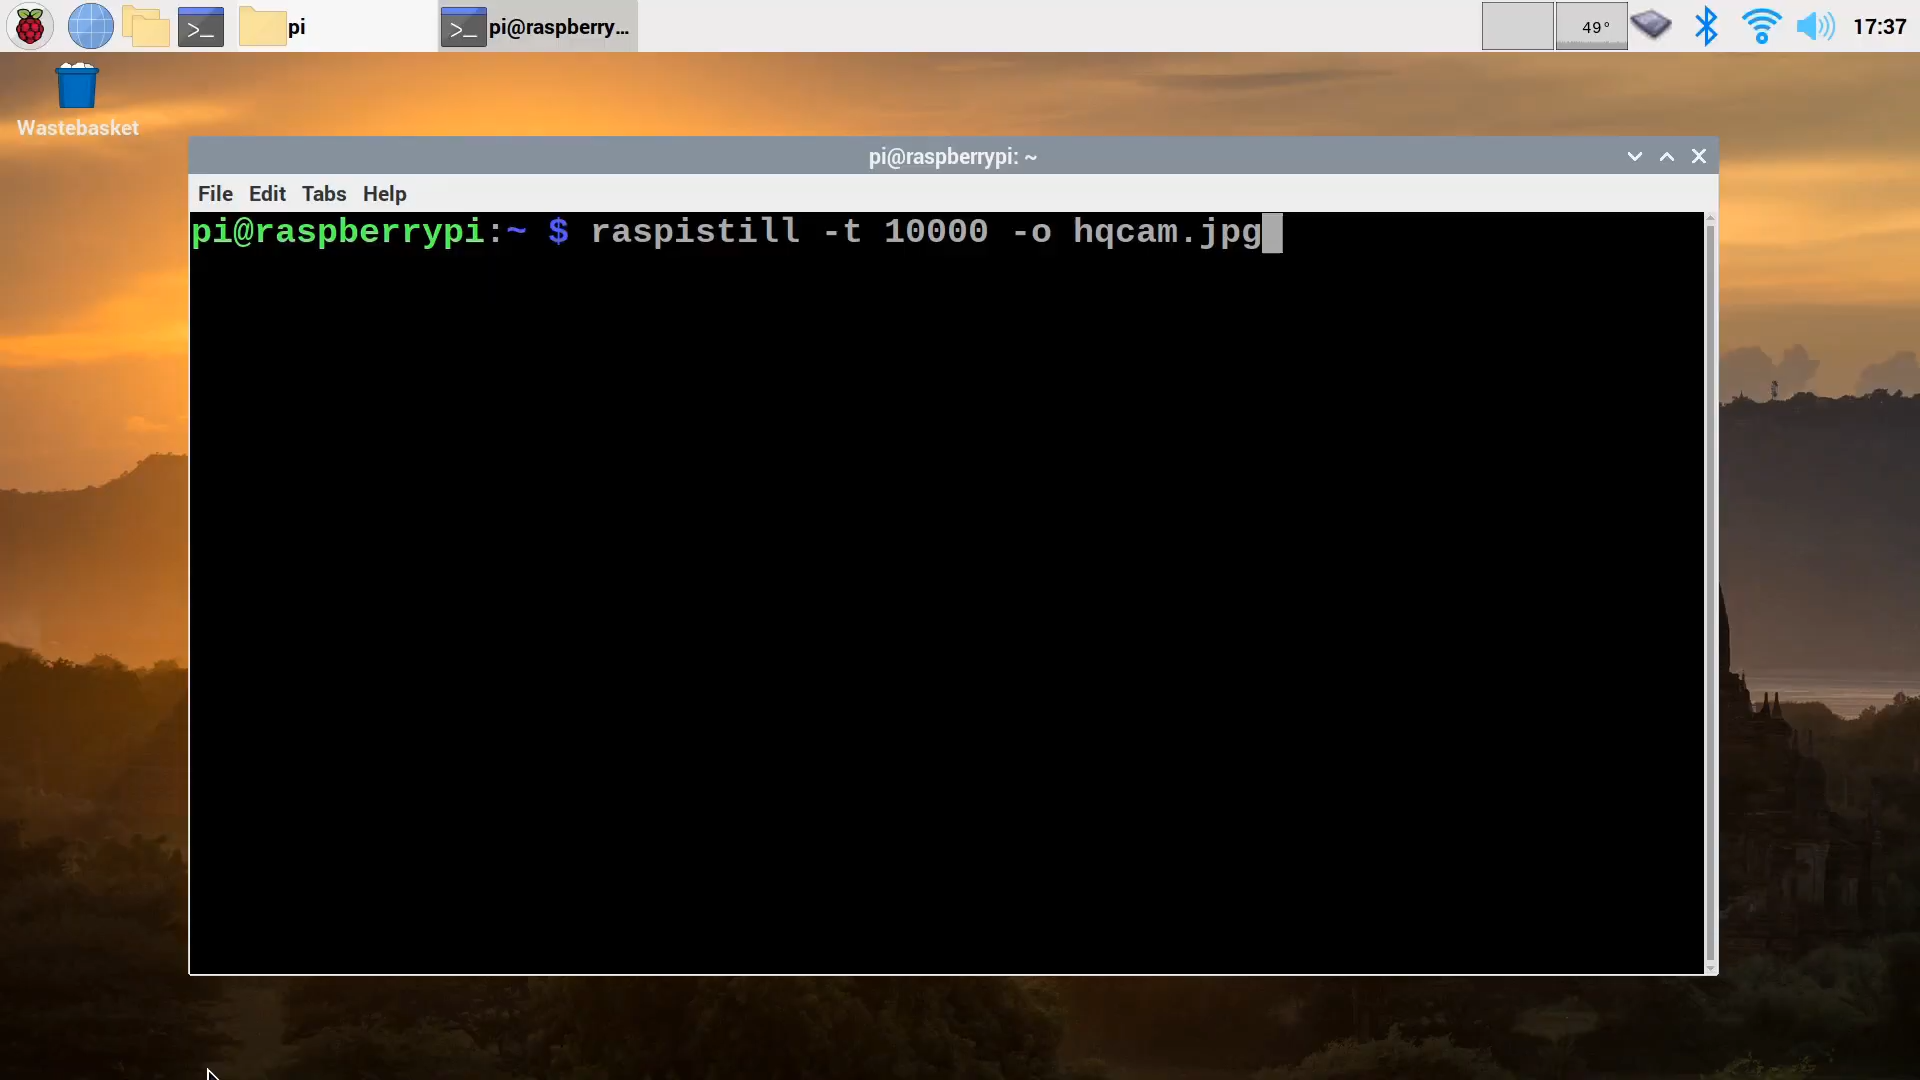 pi
pi@raspberry...
49°
17:37
Wastebasket
pi@raspberrypi: ~
File Edit Tabs Help
pi@raspberrypi:~ $ raspistill -t 10000 -o hqcam.jpg